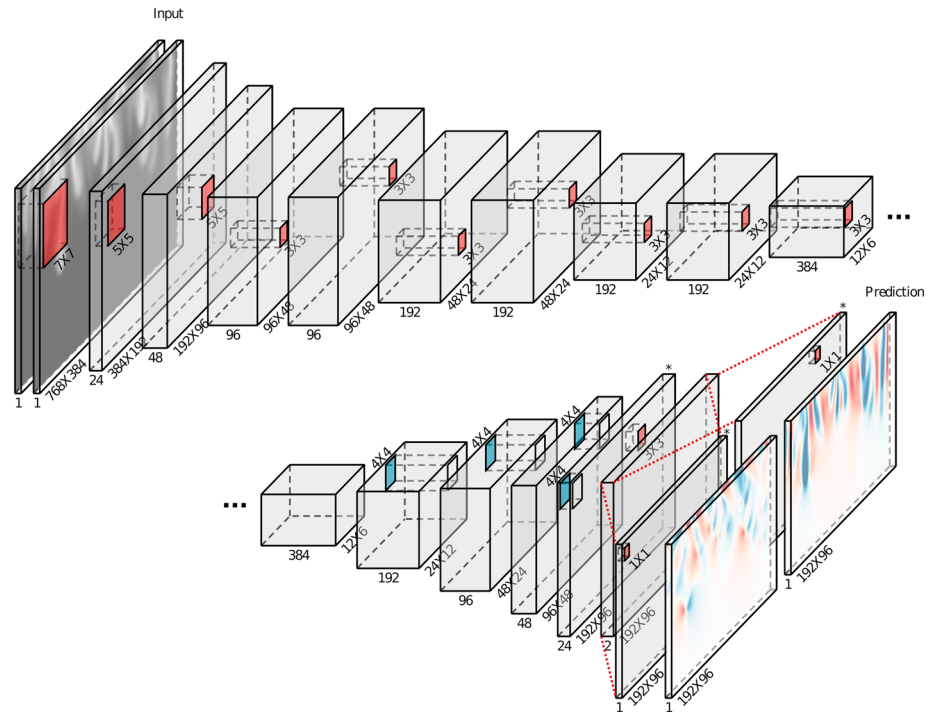 Input
7X7
5X5
5X5
3X3
3X3
3X3
3X3
3X3
3X3
3X3
1
1
768X384
24
384X192
48
192X96
96
96X48
96
96X48
192
48X24
192
48X24
192
24X12
192
24X12
384
12X6
...
Prediction
...
384
12X6
4X4
192
24X12
4X4
96
48X24
4X4
48
96X48
4X4
24
192X96
3X3
*
2
192X96
*
1X1
1
192X96
1
192X96
*
1X1
1
192X96